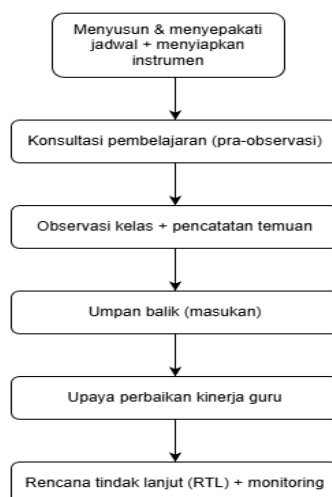 Menyusun & menyepakati
jadwal + menyiapkan
instrumen
Konsultasi pembelajaran (pra-observasi)
Observasi kelas + pencatatan temuan
Umpan balik (masukan)
Upaya perbaikan kinerja guru
Rencana tindak lanjut (RTL) + monitoring